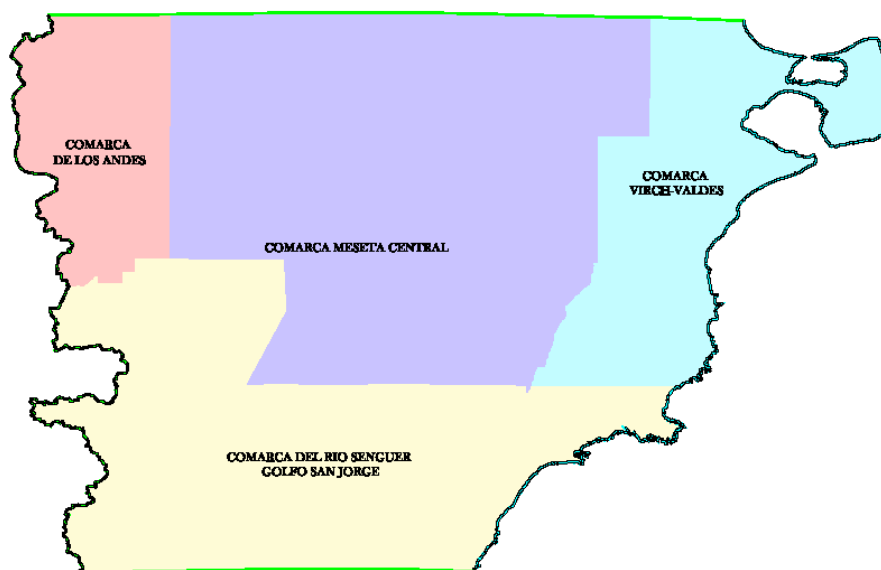 COMARCA
DE LOS ANDES
COMARCA
VIRCH-VALDES
COMARCA MESETA CENTRAL
COMARCA DEL RIO SENGUER
GOLFO SAN JORGE